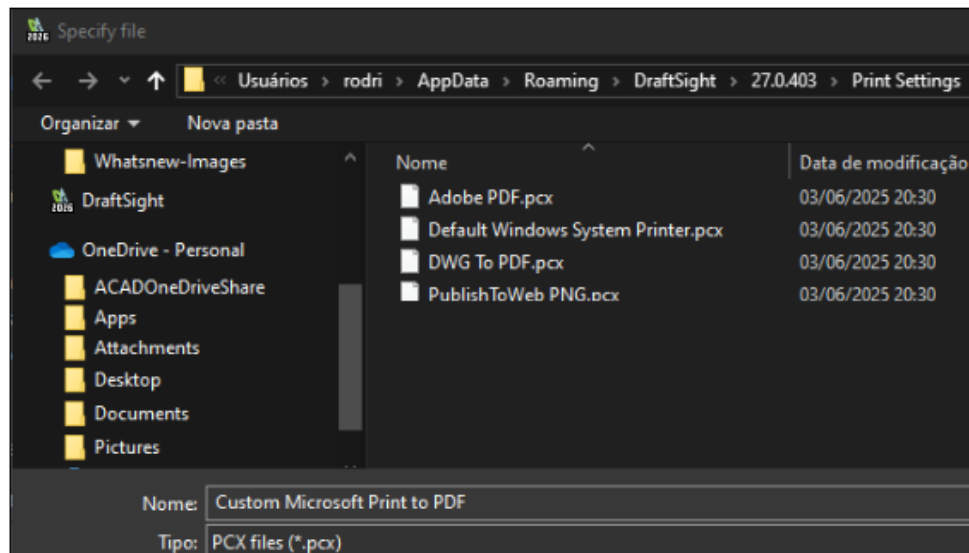 2026 Specify file
« Usuários › rodri › AppData › Roaming › DraftSight › 27.0.403 › Print Settings
Organizar Nova pasta
Nome Data de modificação
Whatsnew-Images
2026 DraftSight
OneDrive - Personal
ACADOneDriveShare
Apps
Attachments
Desktop
Documents
Pictures
Adobe PDF.pcx 03/06/2025 20:30
Default Windows System Printer.pcx 03/06/2025 20:30
DWG To PDF.pcx 03/06/2025 20:30
PublishToWeb PNG.pcx 03/06/2025 20:30
Nome: Custom Microsoft Print to PDF
Tipo: PCX files (*.pcx)